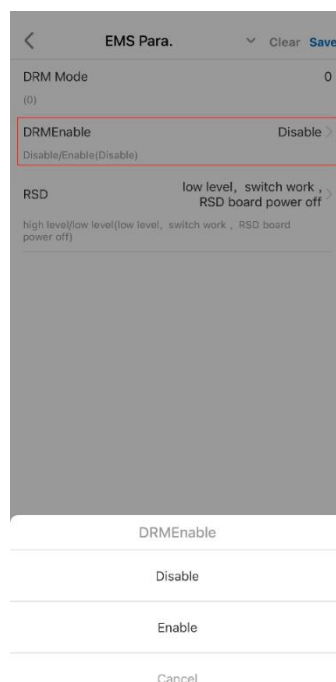 EMS Para.
Clear Save
DRM Mode 0
(0)
DRMEnable Disable
Disable/Enable(Disable)
RSD low level, switch work ,
RSD board power off
high level/low level(low level, switch work , RSD board
power off)
DRMEnable
Disable
Enable
Cancel